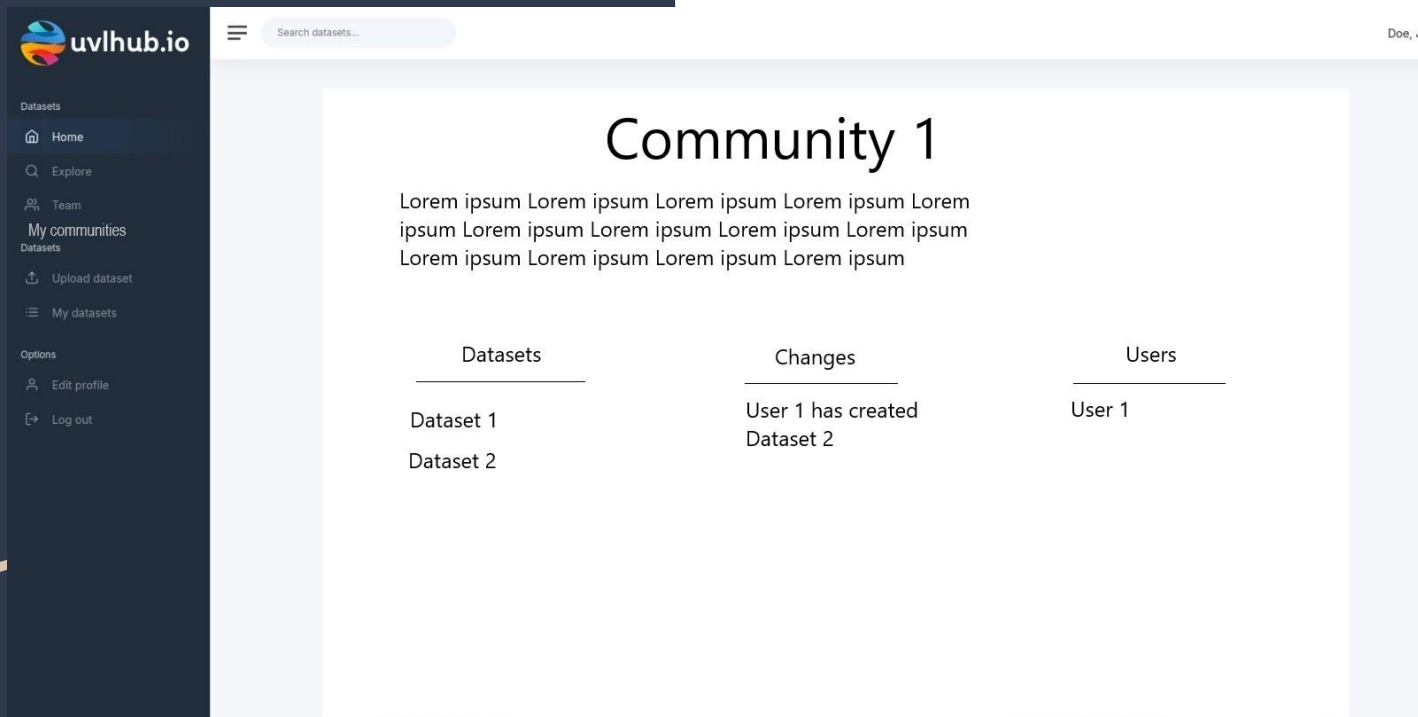 uvlhub.io
Search datasets...
Doe, J
Datasets
Home
Explore
Team
My communities
Datasets
Upload dataset
My datasets
Options
Edit profile
Log out
Community 1
Lorem ipsum Lorem ipsum Lorem ipsum Lorem ipsum Lorem
ipsum Lorem ipsum Lorem ipsum Lorem ipsum Lorem ipsum
Lorem ipsum Lorem ipsum Lorem ipsum Lorem ipsum
Datasets
Dataset 1
Dataset 2
Changes
User 1 has created
Dataset 2
Users
User 1